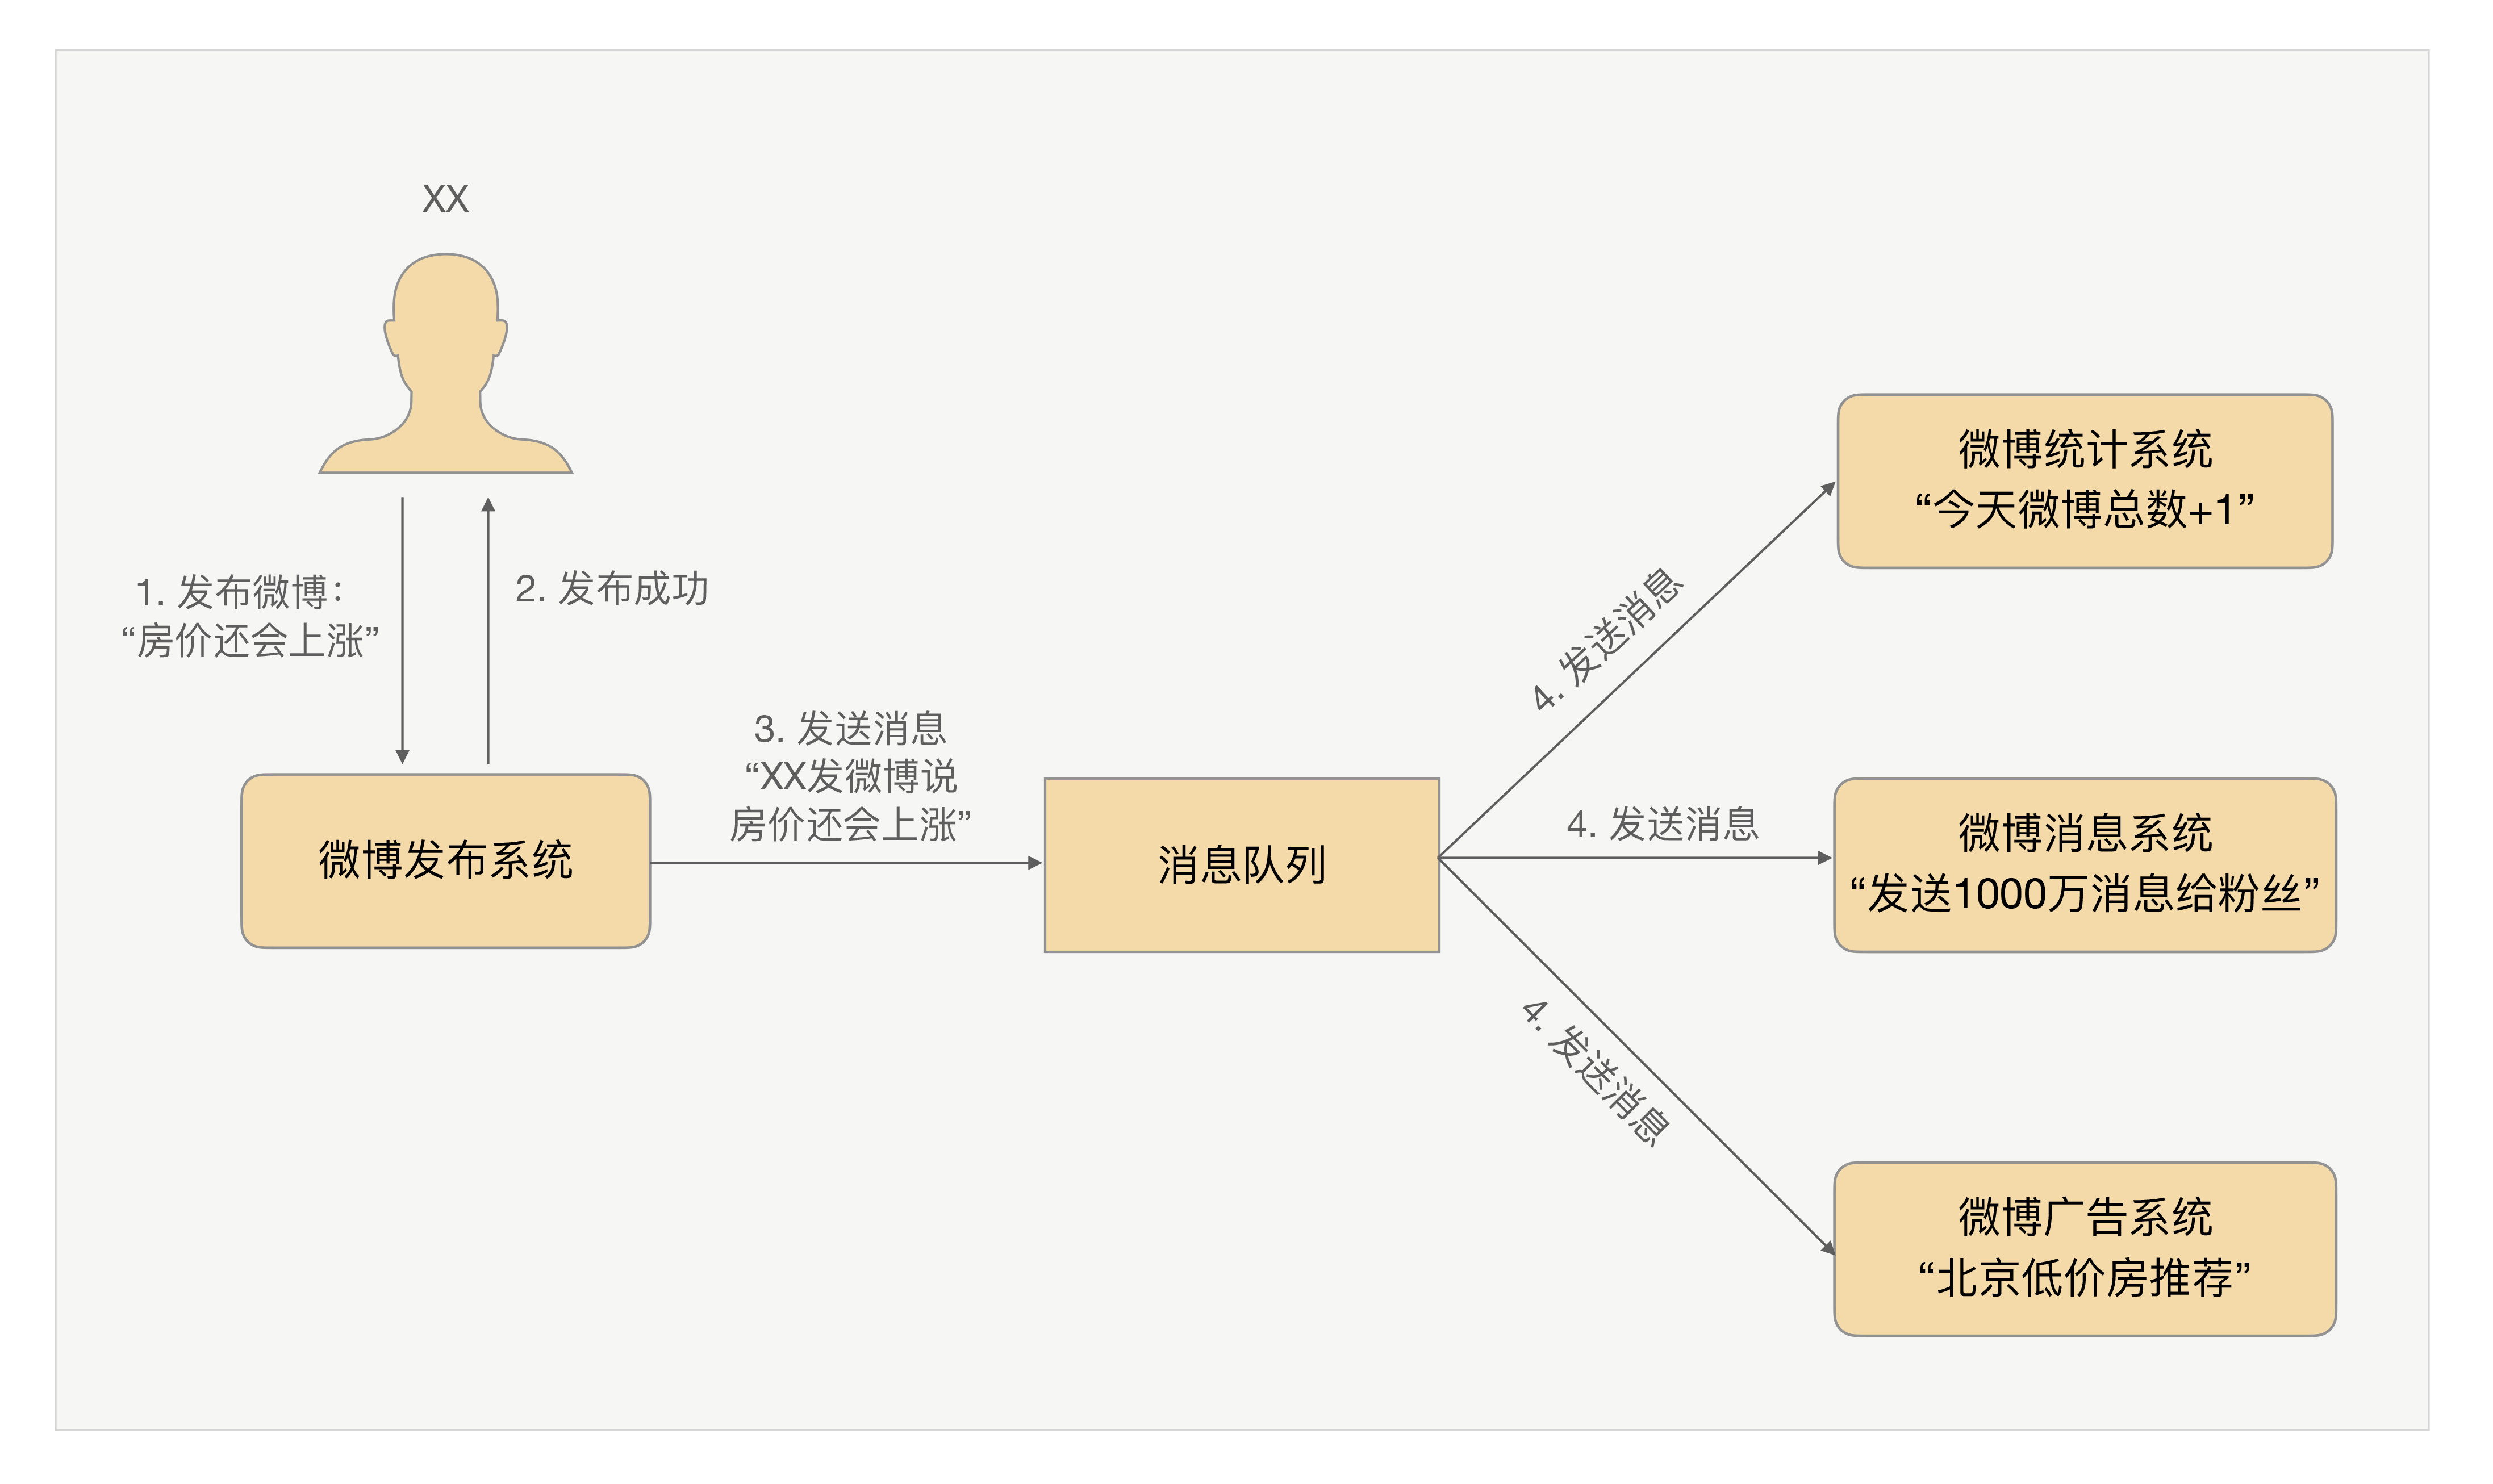 XX
1. 发布微博：
“房价还会上涨”
2. 发布成功
微博发布系统
3. 发送消息
“XX发微博说
房价还会上涨”
消息队列
4. 发送消息
微博统计系统
“今天微博总数+1”
4. 发送消息
微博消息系统
“发送1000万消息给粉丝”
4. 发送消息
微博广告系统
“北京低价房推荐”